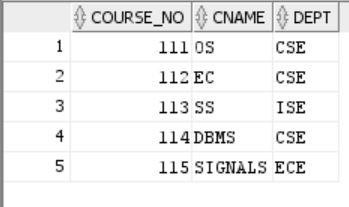 COURSE_NO CNAME DEPT
1 111 OS CSE
2 112 EC CSE
3 113 SS ISE
4 114 DBMS CSE
5 115 SIGNALS ECE